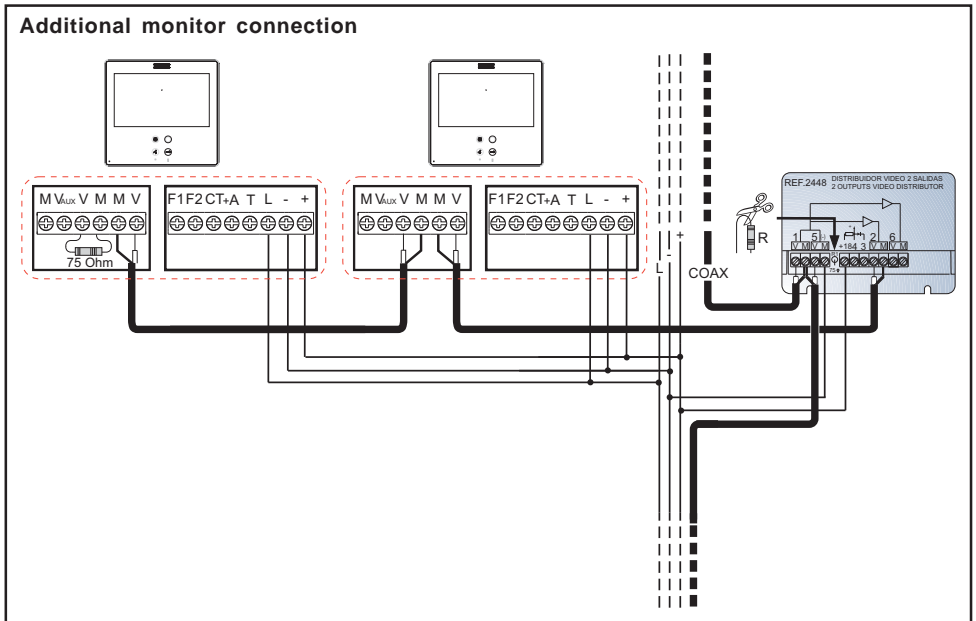 Additional monitor connection
M VAUX V M M V
F1 F2 CT+A T L - +
M VAUX V M M V
F1 F2 CT+A T L - +
75 Ohm
L - +
COAX
R
REF.2448 DISTRIBUIDOR VIDEO 2 SALIDAS
2 OUTPUTS VIDEO DISTRIBUTOR
1 5 (-) +18 4 3 2 6
V M V M V M V M